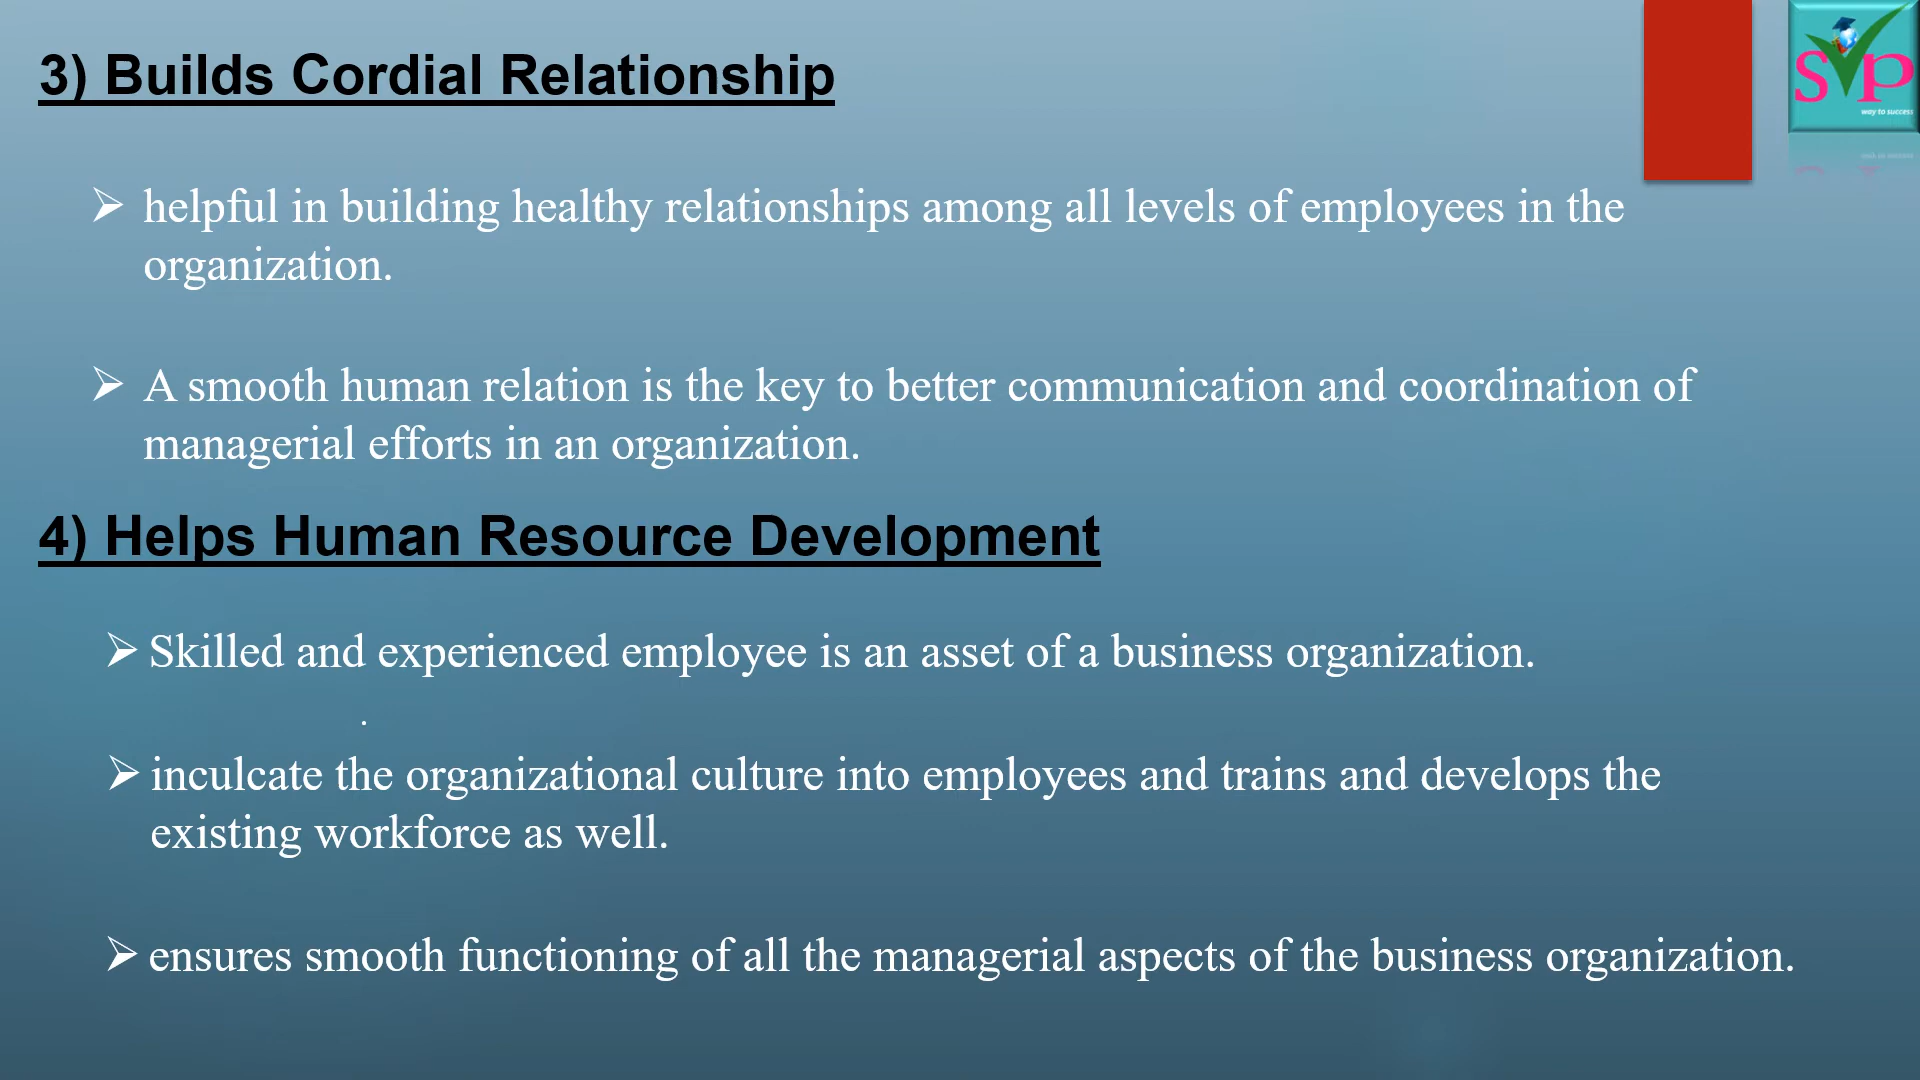 3) Builds Cordial Relationship
SVP
way to success
➢ helpful in building healthy relationships among all levels of employees in the
organization.
➢ A smooth human relation is the key to better communication and coordination of
managerial efforts in an organization.
4) Helps Human Resource Development
➢ Skilled and experienced employee is an asset of a business organization.
.
➢ inculcate the organizational culture into employees and trains and develops the
existing workforce as well.
➢ ensures smooth functioning of all the managerial aspects of the business organization.